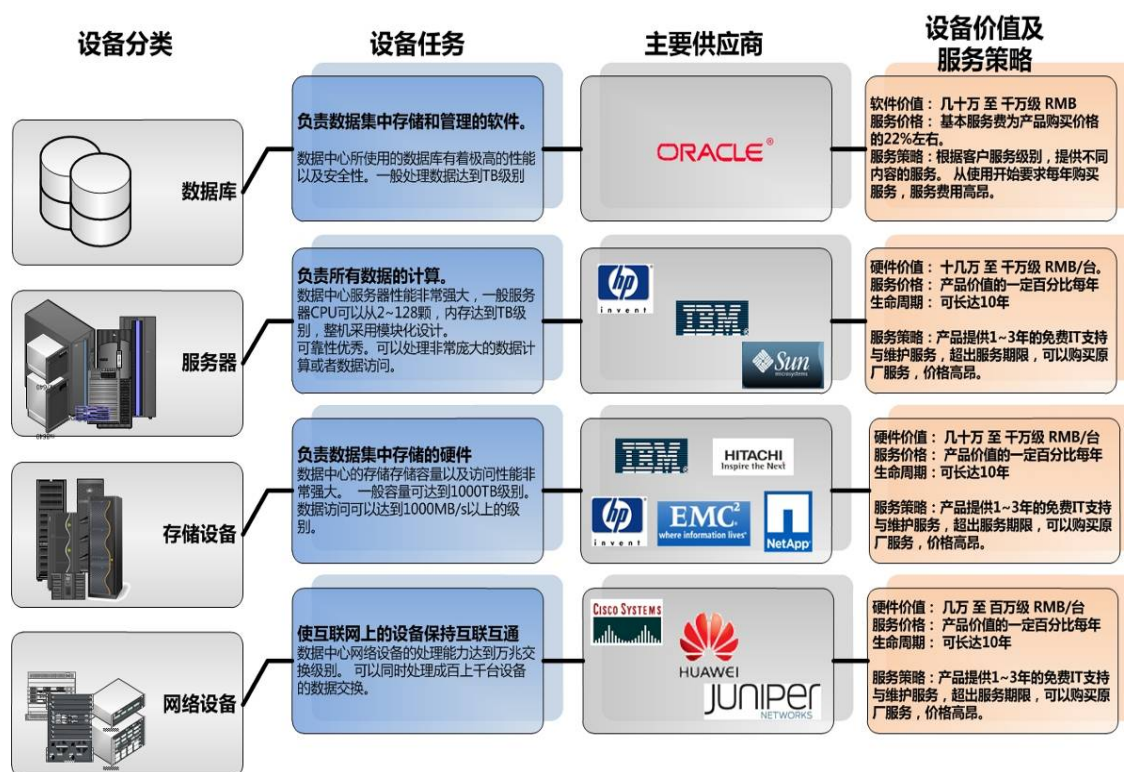 设备分类
设备任务
主要供应商
设备价值及
服务策略
数据库
负责数据集中存储和管理的软件。
数据中心所使用的数据库有着极高的性能
以及安全性。一般处理数据达到TB级别
ORACLE®
软件价值： 几十万 至 千万级 RMB
服务价格： 基本服务费为产品购买价格
的22%左右。
服务策略：根据客户服务级别，提供不同
内容的服务。 从使用开始要求每年购买
服务，服务费用高昂。
服务器
负责所有数据的计算。
数据中心服务器性能非常强大，一般服务
器CPU可以从2~128颗，内存达到TB级
别，整机采用模块化设计。
可靠性优秀。可以处理非常庞大的数据计
算或者数据访问。
hp
invent
IBM®
Sun
microsystems
硬件价值： 十几万 至 千万级 RMB/台。
服务价格： 产品价值的一定百分比每年
生命周期： 可长达10年
服务策略：产品提供1~3年的免费IT支持
与维护服务，超出服务期限，可以购买原
厂服务，价格高昂。
存储设备
负责数据集中存储的硬件
数据中心的存储存储容量以及访问性能非
常强大。 一般容量可达到1000TB级别。
数据访问可以达到1000MB/s以上的级
别。
IBM®
HITACHI
Inspire the Next
hp
invent
EMC²
where information lives®
NetApp®
硬件价值： 几十万 至 千万级 RMB/台
服务价格： 产品价值的一定百分比每年
生命周期： 可长达10年
服务策略：产品提供1~3年的免费IT支持
与维护服务，超出服务期限，可以购买原
厂服务，价格高昂。
网络设备
使互联网上的设备保持互联互通
数据中心网络设备的处理能力达到万兆交
换级别。 可以同时处理成百上千台设备
的数据交换。
CISCO SYSTEMS
HUAWEI
JUNIPER
NETWORKS
硬件价值： 几万 至 百万级 RMB/台
服务价格： 产品价值的一定百分比每年
生命周期： 可长达10年
服务策略：产品提供1~3年的免费IT支持
与维护服务，超出服务期限，可以购买原
厂服务，价格高昂。